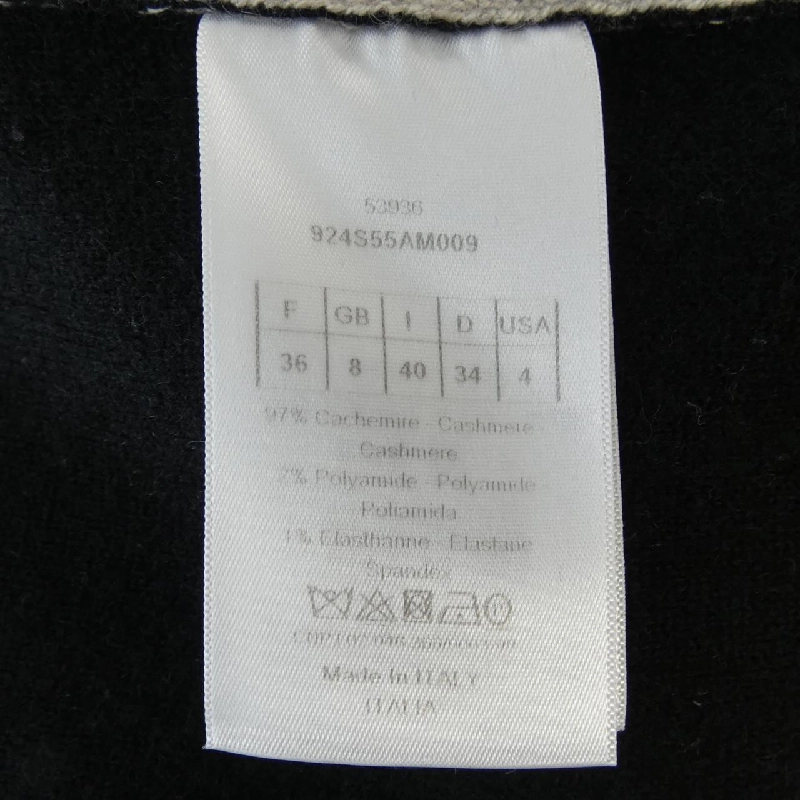 53936
924S55AM009
F GB I D USA
36 8 40 34 4
97% Cachemire - Cashmere -
Cashmere
2% Polyamide - Polyamide -
Poliamida
1% Elasthanne - Elastane
Spandex
Made in ITALY
ITALIA